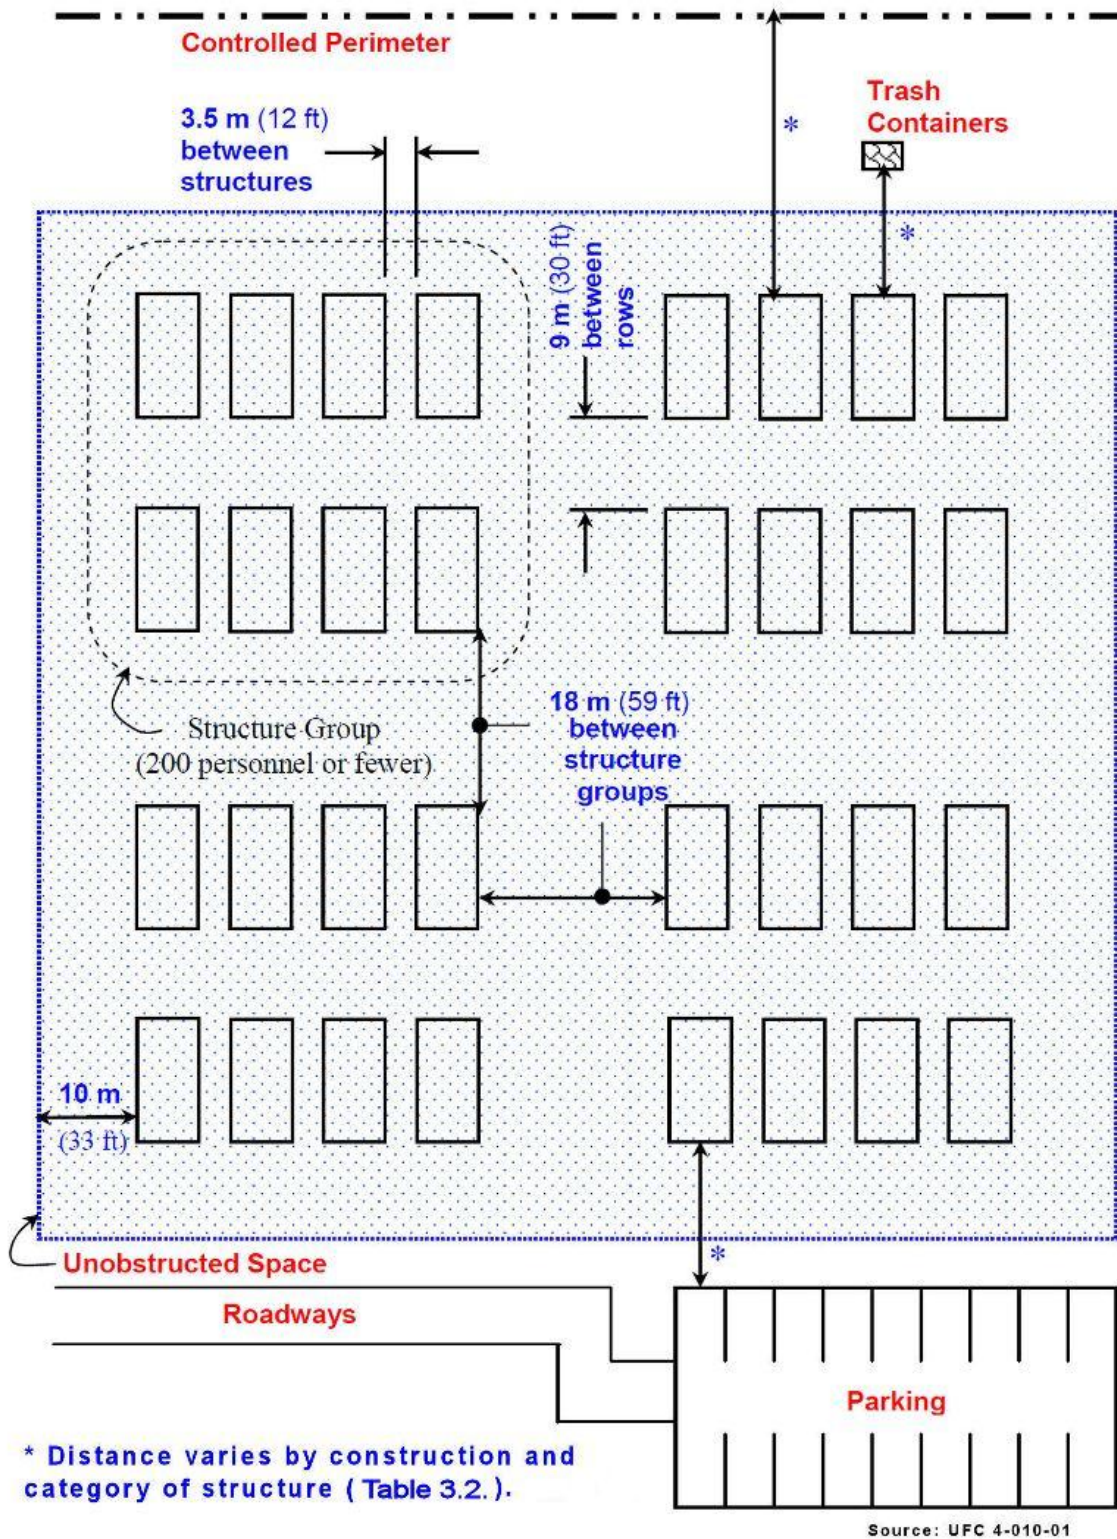 Controlled Perimeter
3.5 m (12 ft)
between
structures
*
Trash
Containers
*
9 m (30 ft)
between
rows
Structure Group
(200 personnel or fewer)
18 m (59 ft)
between
structure
groups
10 m
(33 ft)
Unobstructed Space
*
Roadways
Parking
* Distance varies by construction and
category of structure ( Table 3.2. ).
Source: UFC 4-010-01